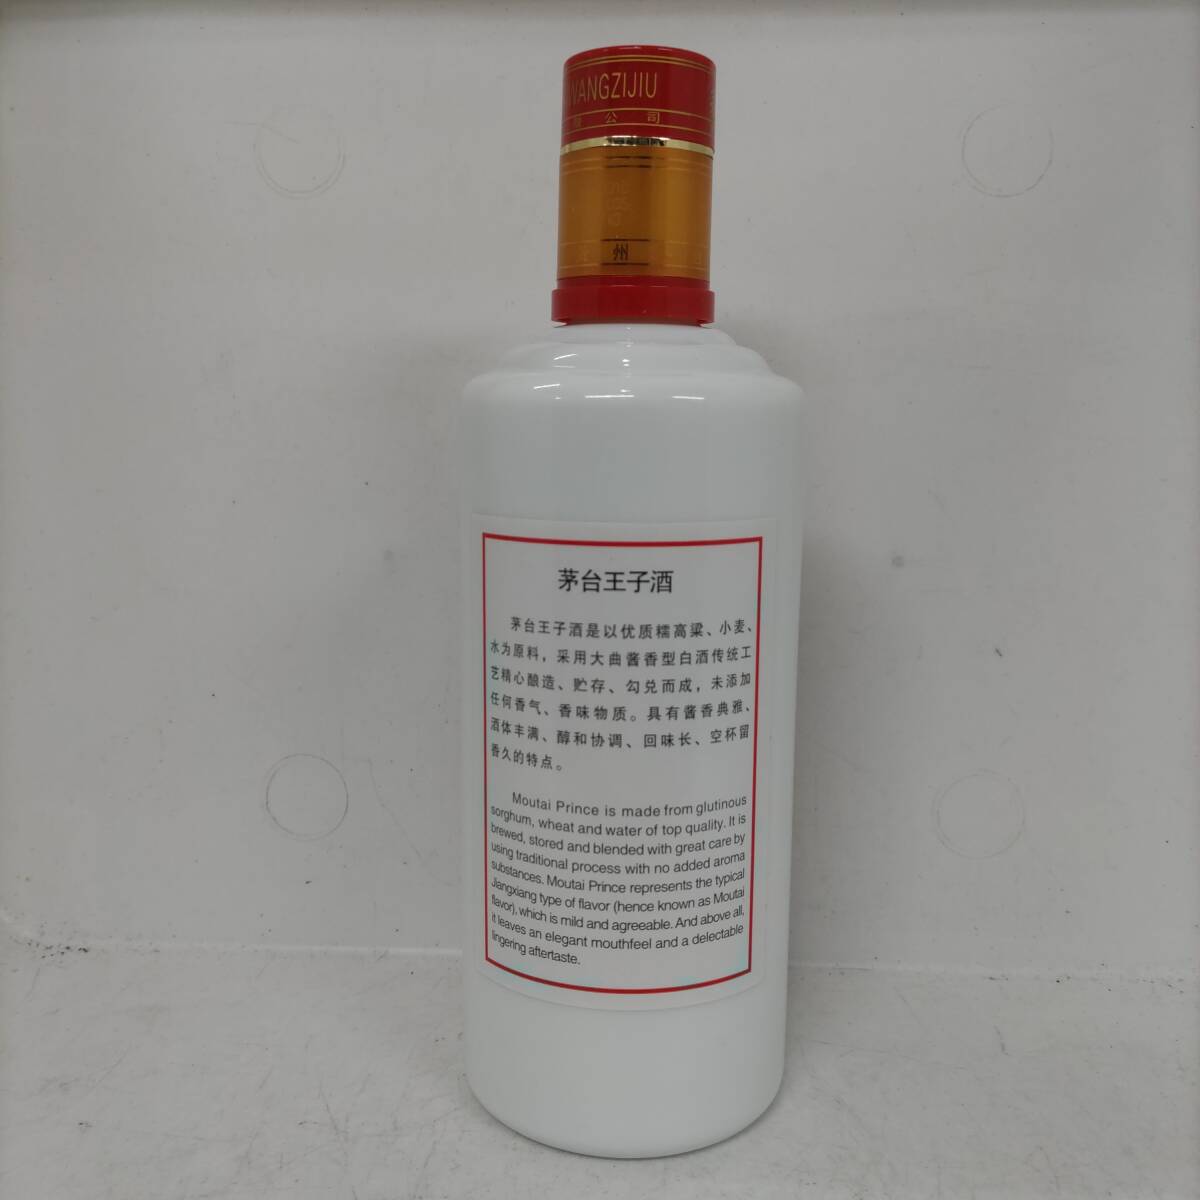 WANGZIJIU
公司
州
茅台王子酒
茅台王子酒是以优质糯高粱、小麦、
水为原料，采用大曲酱香型白酒传统工
艺精心酿造、贮存、勾兑而成，未添加
任何香气、香味物质。具有酱香典雅、
酒体丰满、醇和协调、回味长、空杯留
香久的特点。
Moutai Prince is made from glutinous
sorghum, wheat and water of top quality. It is
brewed, stored and blended with great care by
using traditional process with no added aroma
substances. Moutai Prince represents the typical
Jiangxiang type of flavor (hence known as Moutai
flavor), which is mild and agreeable. And above all,
it leaves an elegant mouthfeel and a delectable
lingering aftertaste.